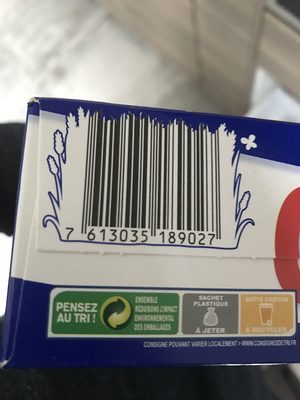 7 613035 189027
PENSEZ
AU TRI !
ENSEMBLE
RÉDUISONS L'IMPACT
ENVIRONNEMENTAL
DES EMBALLAGES
SACHET
PLASTIQUE
À JETER
BOITE CARTON
À RECYCLER
CONSIGNE POUVANT VARIER LOCALEMENT > WWW.CONSIGNESDETRI.FR